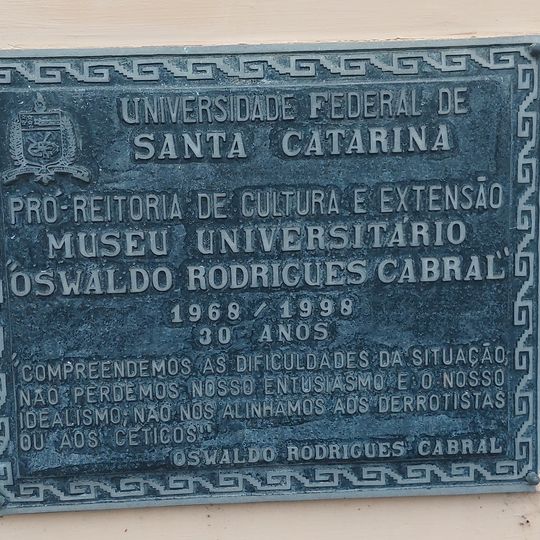 UNIVERSIDADE FEDERAL DE
SANTA CATARINA
PRÓ-REITORIA DE CULTURA E EXTENSÃO
MUSEU UNIVERSITÁRIO
"OSWALDO RODRIGUES CABRAL"
1968/1998
30 ANOS
"COMPREENDEMOS AS DIFICULDADES DA SITUAÇÃO,
NÃO PERDEMOS NOSSO ENTUSIASMO E O NOSSO
IDEALISMO, NÃO NOS ALINHAMOS AOS DERROTISTAS
OU AOS CÉTICOS."
OSWALDO RODRIGUES CABRAL